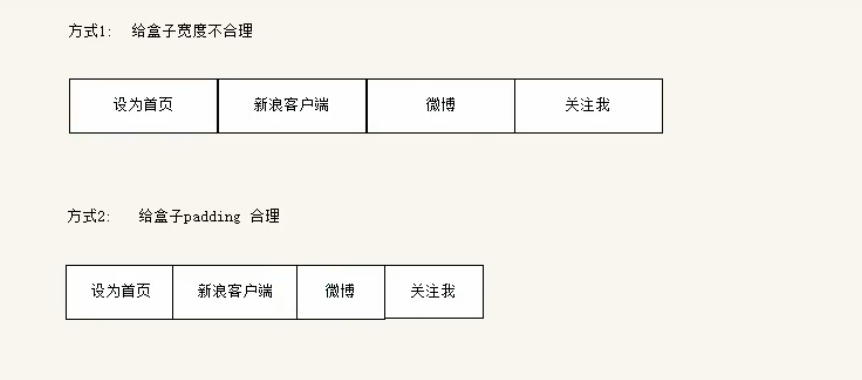 方式1： 给盒子宽度不合理
设为首页 新浪客户端 微博 关注我
方式2： 给盒子padding 合理
设为首页 新浪客户端 微博 关注我